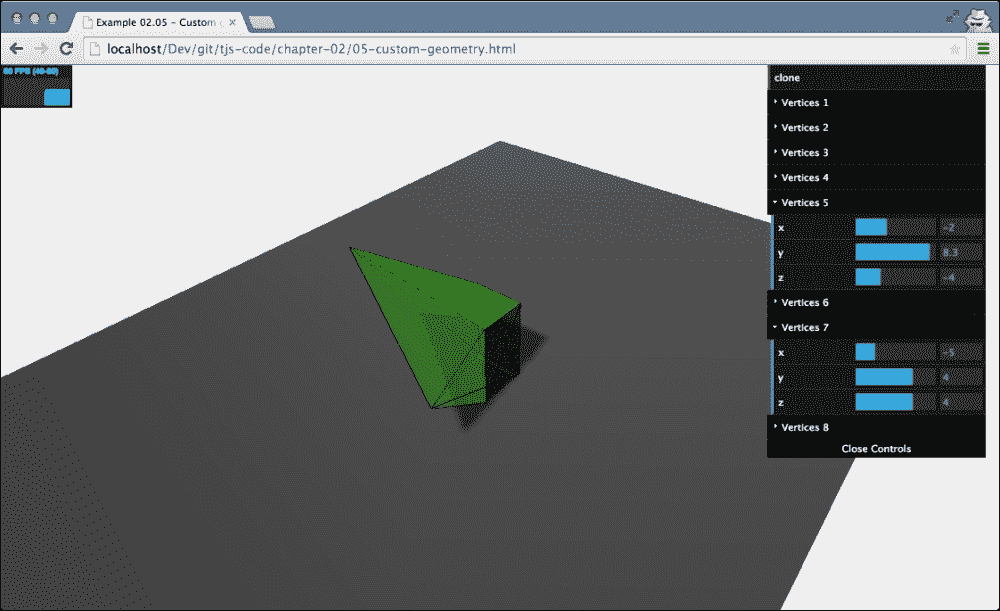 Example 02.05 - Custom
localhost/Dev/git/tjs-code/chapter-02/05-custom-geometry.html
60 FPS (40-60)
clone
Vertices 1
Vertices 2
Vertices 3
Vertices 4
Vertices 5
x -2
y 8.3
z -4
Vertices 6
Vertices 7
x -5
y 4
z 4
Vertices 8
Close Controls